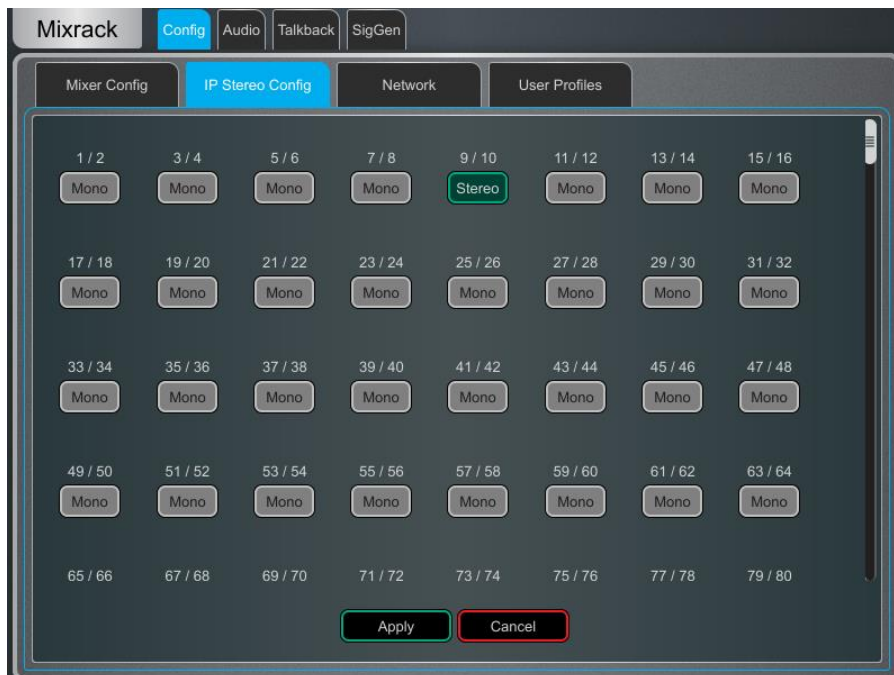 Mixrack Config Audio Talkback SigGen
Mixer Config IP Stereo Config Network User Profiles
1 / 2 3 / 4 5 / 6 7 / 8 9 / 10 11 / 12 13 / 14 15 / 16
Mono Mono Mono Mono Stereo Mono Mono Mono
17 / 18 19 / 20 21 / 22 23 / 24 25 / 26 27 / 28 29 / 30 31 / 32
Mono Mono Mono Mono Mono Mono Mono Mono
33 / 34 35 / 36 37 / 38 39 / 40 41 / 42 43 / 44 45 / 46 47 / 48
Mono Mono Mono Mono Mono Mono Mono Mono
49 / 50 51 / 52 53 / 54 55 / 56 57 / 58 59 / 60 61 / 62 63 / 64
Mono Mono Mono Mono Mono Mono Mono Mono
65 / 66 67 / 68 69 / 70 71 / 72 73 / 74 75 / 76 77 / 78 79 / 80
Apply Cancel